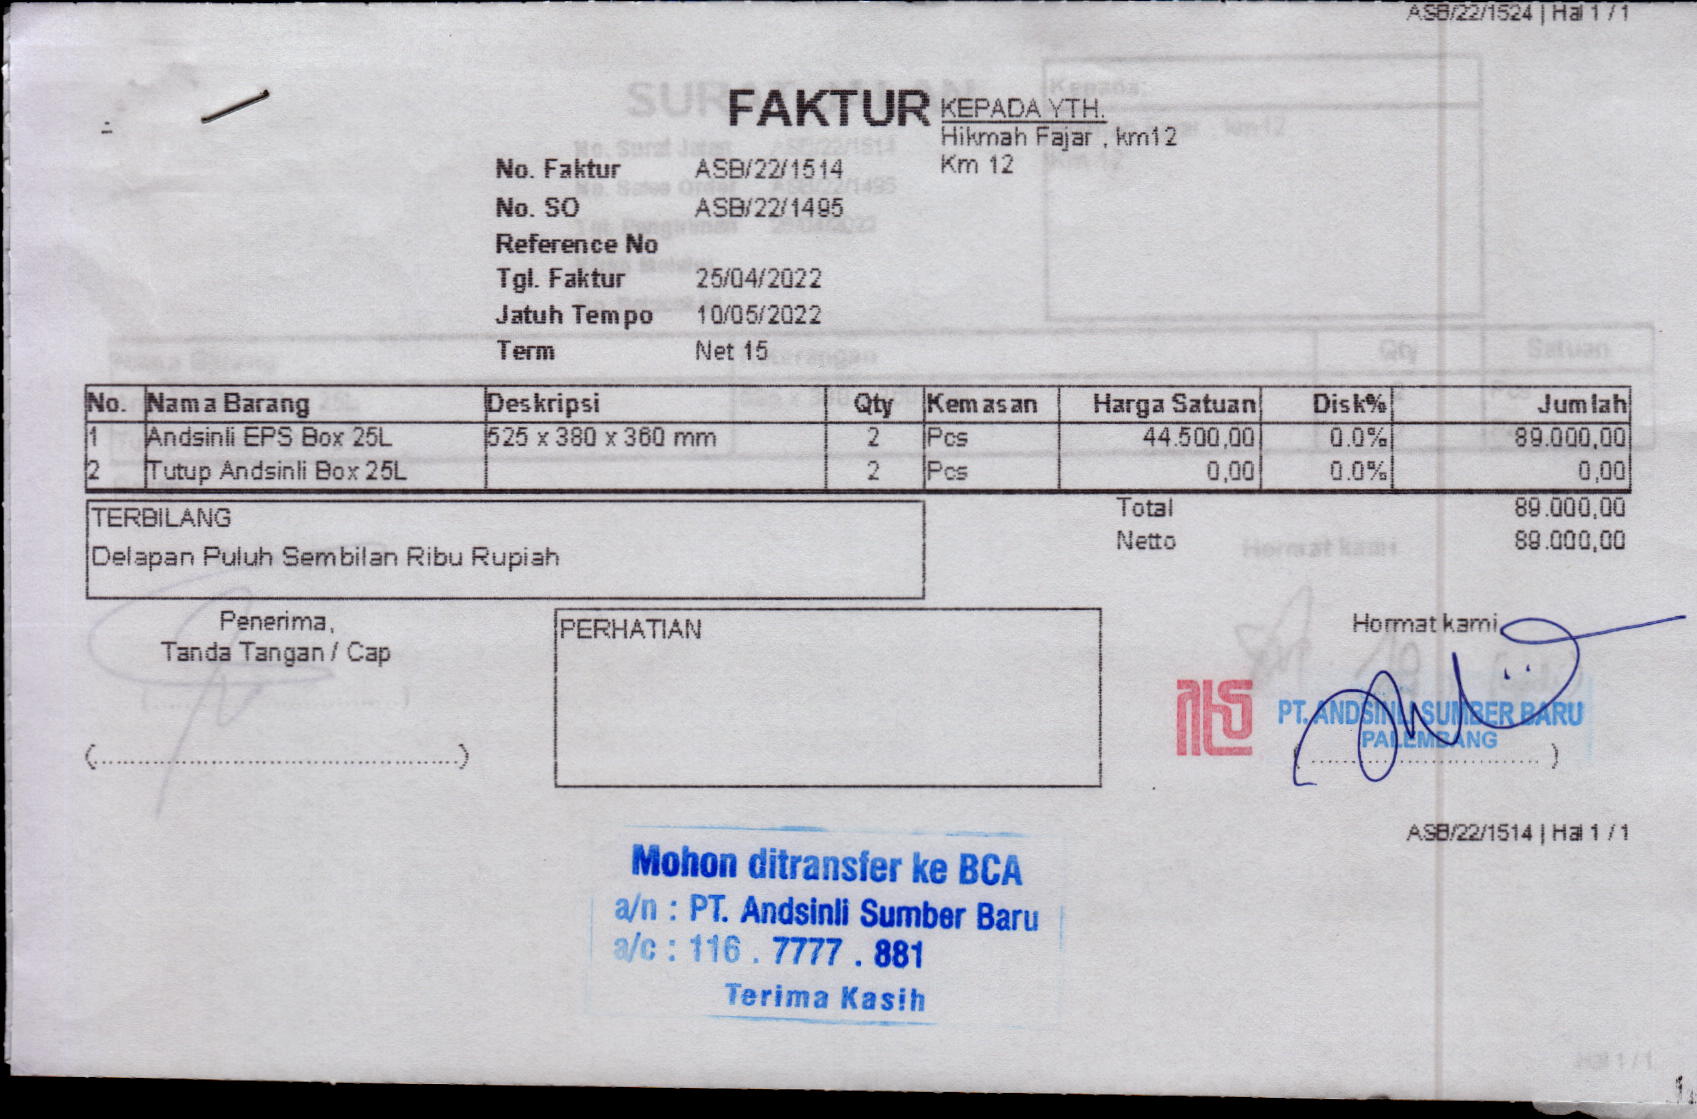 ASB/22/1524 | Hal 1 / 1
FAKTUR
KEPADA YTH.
Hikmah Fajar , km12
Km 12
No. Faktur ASB/22/1514
No. SO ASB/22/1495
Reference No
Tgl. Faktur 25/04/2022
Jatuh Tempo 10/05/2022
Term Net 15
No. Nama Barang Deskripsi Qty Kemasan Harga Satuan Disk% Jumlah
1 Andsinli EPS Box 25L 525 x 380 x 360 mm 2 Pcs 44.500,00 0.0% 89.000,00
2 Tutup Andsinli Box 25L 2 Pcs 0,00 0.0% 0,00
TERBILANG
Delapan Puluh Sembilan Ribu Rupiah
Total 89.000,00
Netto 89.000,00
Penerima,
Tanda Tangan / Cap
(...............................................)
PERHATIAN
Hormat kami
PT. ANDSINLI SUMBER BARU
PALEMBANG
(..............................)
ASB/22/1514 | Hal 1 / 1
Mohon ditransfer ke BCA
a/n : PT. Andsinli Sumber Baru
a/c : 116 . 7777 . 881
Terima Kasih